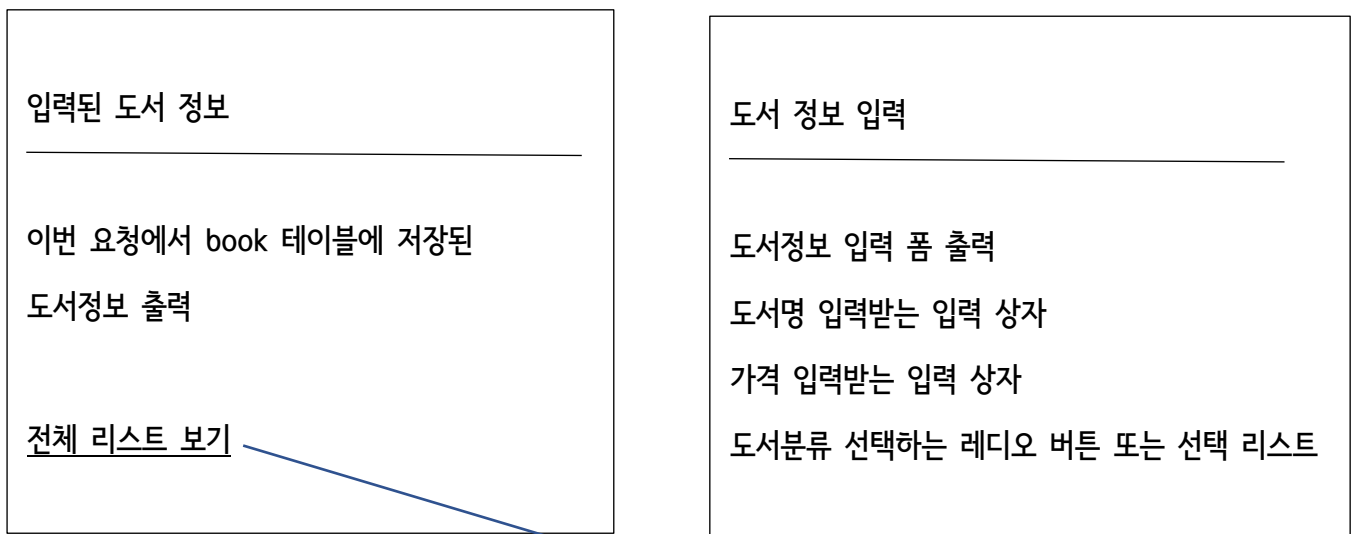 입력된 도서 정보
이번 요청에서 book 테이블에 저장된
도서정보 출력
전체 리스트 보기
도서 정보 입력
도서정보 입력 폼 출력
도서명 입력받는 입력 상자
가격 입력받는 입력 상자
도서분류 선택하는 레디오 버튼 또는 선택 리스트